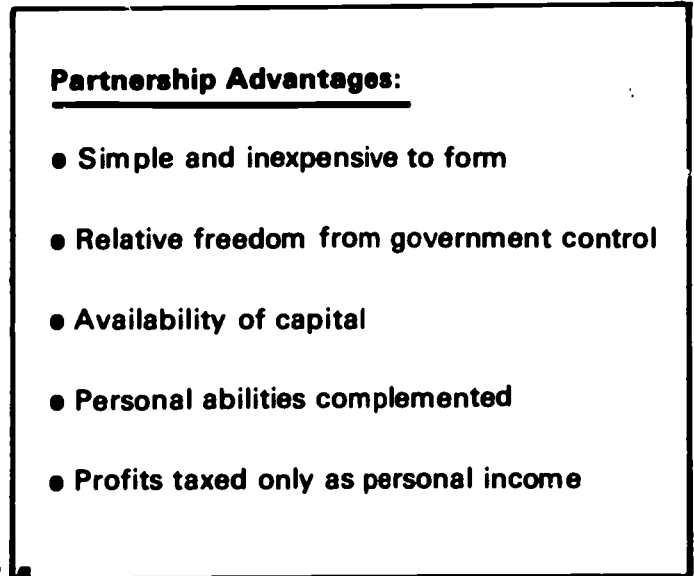 Partnership Advantages:
• Simple and inexpensive to form
• Relative freedom from government control
• Availability of capital
• Personal abilities complemented
• Profits taxed only as personal income